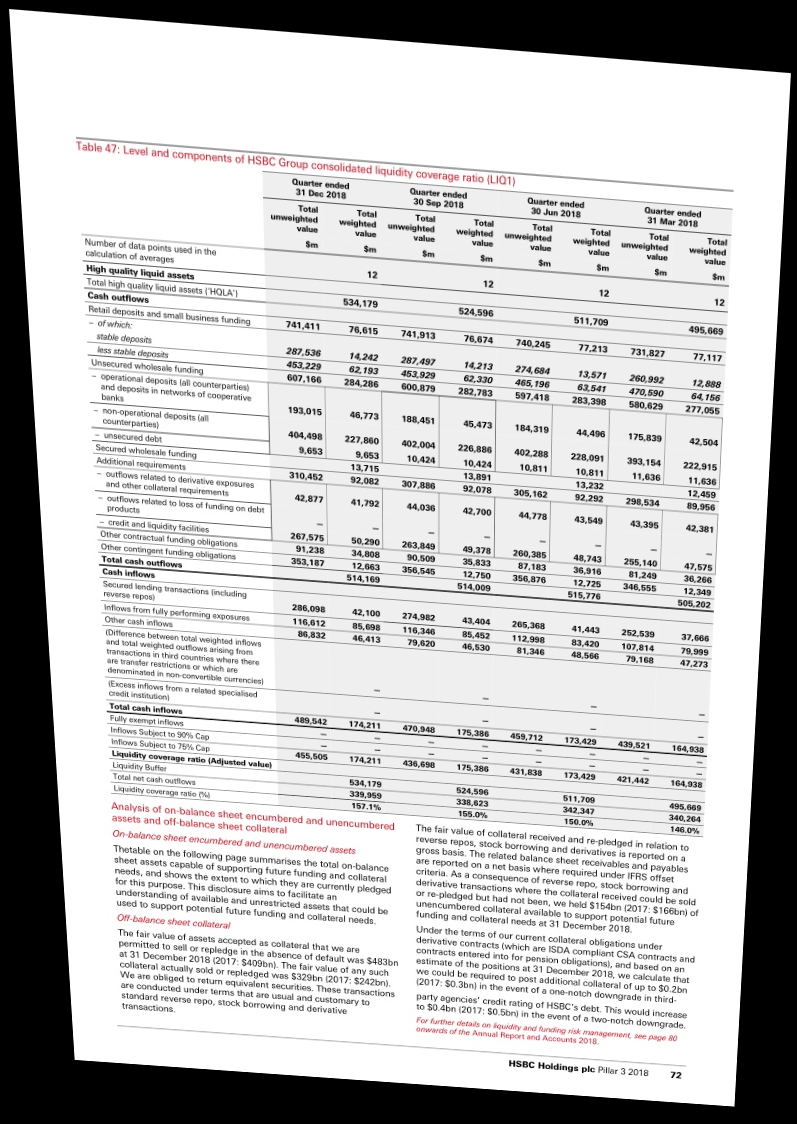 Table 47: Level and components of HSBC Group consolidated liquidity coverage ratio (LIQ1)
Quarter ended 31 Dec 2018 Quarter ended 30 Sep 2018 Quarter ended 30 Jun 2018 Quarter ended 31 Mar 2018
Total unweighted value Total weighted value Total unweighted value Total weighted value Total unweighted value Total weighted value Total unweighted value Total weighted value
$m $m $m $m $m $m $m $m
Number of data points used in the
calculation of averages 12 12 12 12
High quality liquid assets
Total high quality liquid assets ('HQLA') 534,179 524,596 511,709 495,669
Cash outflows
Retail deposits and small business funding 741,411 76,615 741,913 76,674 740,245 77,213 731,827 77,117
– of which:
stable deposits 287,536 14,242 287,497 14,213 274,684 13,571 260,992 12,888
less stable deposits 453,229 62,193 453,929 62,330 465,196 63,541 470,590 64,156
Unsecured wholesale funding 607,166 284,286 600,879 282,783 597,418 283,398 580,629 277,055
– operational deposits (all counterparties)
and deposits in networks of cooperative
banks 193,015 46,773 188,451 45,473 184,319 44,496 175,839 42,504
– non-operational deposits (all
counterparties) 404,498 227,860 402,004 226,886 402,288 228,091 393,154 222,915
– unsecured debt 9,653 9,653 10,424 10,424 10,811 10,811 11,636 11,636
Secured wholesale funding 13,715 13,891 13,232 12,459
Additional requirements 310,452 92,082 307,886 92,078 305,162 92,292 298,534 89,956
– outflows related to derivative exposures
and other collateral requirements 42,877 41,792 44,036 42,700 44,778 43,549 43,395 42,381
– outflows related to loss of funding on debt
products – – – – – – – –
– credit and liquidity facilities 267,575 50,290 263,849 49,378 260,385 48,743 255,140 47,575
Other contractual funding obligations 91,238 34,808 90,509 35,833 87,183 36,916 81,249 36,266
Other contingent funding obligations 353,187 12,663 356,545 12,750 356,876 12,725 346,555 12,349
Total cash outflows 514,169 514,009 515,776 505,202
Cash inflows
Secured lending transactions (including
reverse repos) 286,098 42,100 274,982 43,404 265,368 41,443 252,539 37,666
Inflows from fully performing exposures 116,612 85,698 116,346 85,452 112,998 83,420 107,814 79,999
Other cash inflows 86,832 46,413 79,620 46,530 81,346 48,566 79,168 47,273
(Difference between total weighted inflows
and total weighted outflows arising from
transactions in third countries where there
are transfer restrictions or which are
denominated in non-convertible currencies) – – – –
(Excess inflows from a related specialised
credit institution) – – – –
Total cash inflows 489,542 174,211 470,948 175,386 459,712 173,429 439,521 164,938
Fully exempt inflows – – – – – – – –
Inflows Subject to 90% Cap – – – – – – – –
Inflows Subject to 75% Cap 455,505 174,211 436,698 175,386 431,838 173,429 421,442 164,938
Liquidity coverage ratio (Adjusted value)
Liquidity Buffer 534,179 524,596 511,709 495,669
Total net cash outflows 339,959 338,623 342,347 340,264
Liquidity coverage ratio (%) 157.1% 155.0% 150.0% 146.0%
Analysis of on-balance sheet encumbered and unencumbered
assets and off-balance sheet collateral
On-balance sheet encumbered and unencumbered assets
Thetable on the following page summarises the total on-balance
sheet assets capable of supporting future funding and collateral
needs, and shows the extent to which they are currently pledged
for this purpose. This disclosure aims to facilitate an
understanding of available and unrestricted assets that could be
used to support potential future funding and collateral needs.
Off-balance sheet collateral
The fair value of assets accepted as collateral that we are
permitted to sell or repledge in the absence of default was $483bn
at 31 December 2018 (2017: $409bn). The fair value of any such
collateral actually sold or repledged was $329bn (2017: $242bn).
We are obliged to return equivalent securities. These transactions
are conducted under terms that are usual and customary to
standard reverse repo, stock borrowing and derivative
transactions.
The fair value of collateral received and re-pledged in relation to
reverse repos, stock borrowing and derivatives is reported on a
gross basis. The related balance sheet receivables and payables
are reported on a net basis where required under IFRS offset
criteria. As a consequence of reverse repo, stock borrowing and
derivative transactions where the collateral received could be sold
or re-pledged but had not been, we held $154bn (2017: $166bn) of
unencumbered collateral available to support potential future
funding and collateral needs at 31 December 2018.
Under the terms of our current collateral obligations under
derivative contracts (which are ISDA compliant CSA contracts and
contracts entered into for pension obligations), and based on an
estimate of the positions at 31 December 2018, we calculate that
we could be required to post additional collateral of up to $0.2bn
(2017: $0.3bn) in the event of a one-notch downgrade in third-
party agencies' credit rating of HSBC's debt. This would increase
to $0.4bn (2017: $0.5bn) in the event of a two-notch downgrade.
For further details on liquidity and funding risk management, see page 80
onwards of the Annual Report and Accounts 2018.
HSBC Holdings plc Pillar 3 2018 72